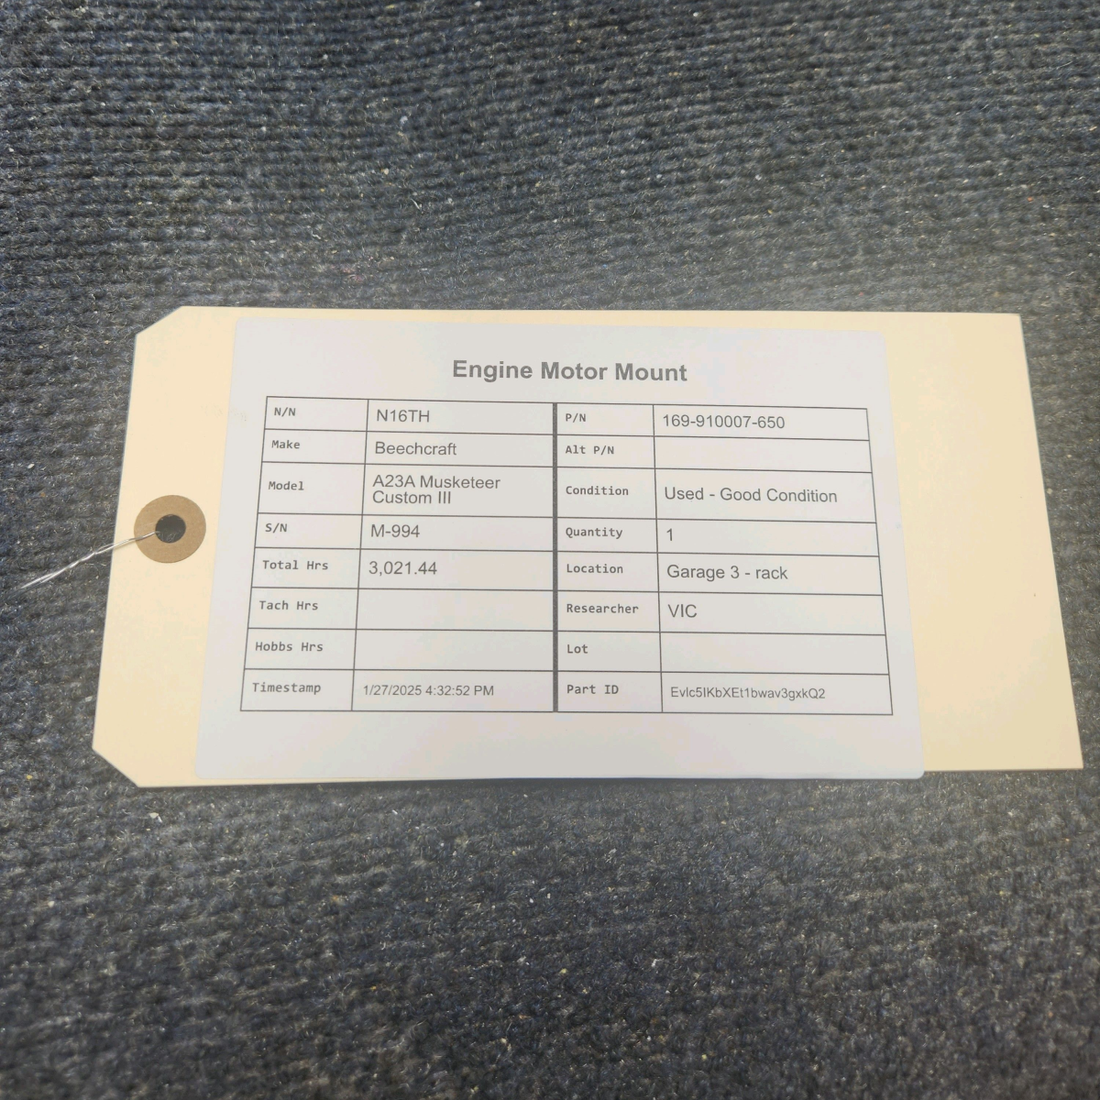 Engine Motor Mount
N/N N16TH P/N 169-910007-650
Make Beechcraft Alt P/N
Model A23A Musketeer Custom III Condition Used - Good Condition
S/N M-994 Quantity 1
Total Hrs 3,021.44 Location Garage 3 - rack
Tach Hrs Researcher VIC
Hobbs Hrs Lot
Timestamp 1/27/2025 4:32:52 PM Part ID Evlc5IKbXEt1bwav3gxkQ2